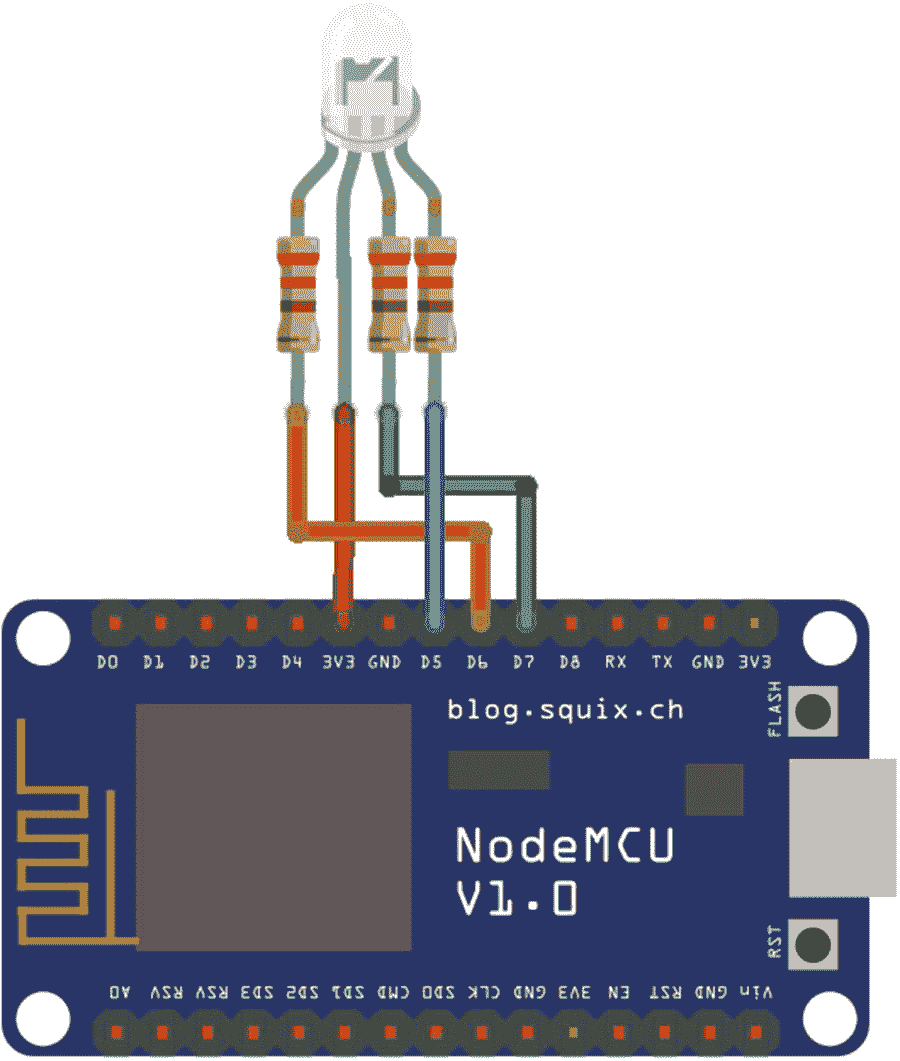 D0 D1 D2 D3 D4 3V3 GND D5 D6 D7 D8 RX TX GND 3V3
FLASH
blog.squix.ch
NodeMCU
V1.0
RST
A0 RSV RSV SD3 SD2 SD1 CMD SD0 CLK GND 3V3 EN RST GND Vin